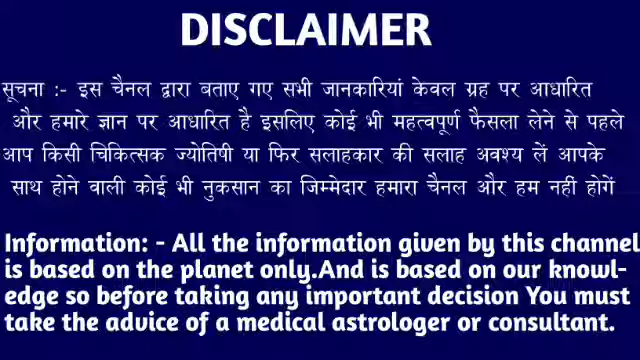 DISCLAIMER
सूचना :- इस चैनल द्वारा बताए गए सभी जानकारियां केवल ग्रह पर आधारित
और हमारे ज्ञान पर आधारित है इसलिए कोई भी महत्वपूर्ण फैसला लेने से पहले
आप किसी चिकित्सक ज्योतिषी या फिर सलाहकार की सलाह अवश्य लें आपके
साथ होने वाली कोई भी नुकसान का जिम्मेदार हमारा चैनल और हम नहीं होगें
Information: - All the information given by this channel
is based on the planet only.And is based on our knowl-
edge so before taking any important decision You must
take the advice of a medical astrologer or consultant.